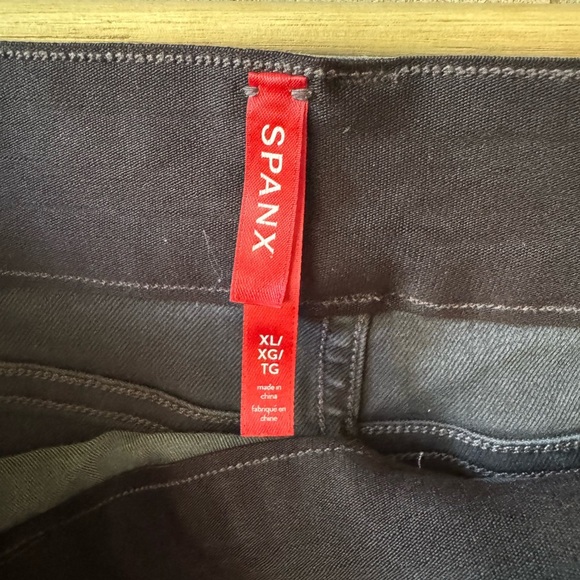 SPANX
XL/
XG/
TG
made in
china
fabriqué en
chine